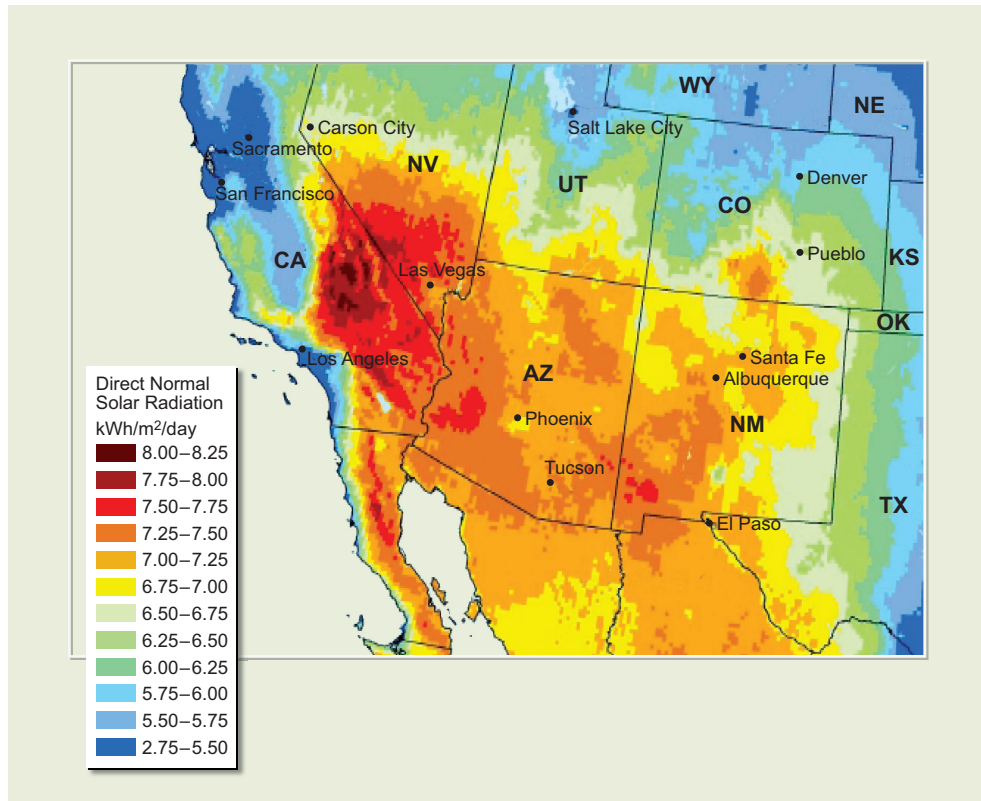 WY
NE
Salt Lake City
Carson City
Sacramento
NV
San Francisco
UT
Denver
CO
Pueblo
KS
CA
Las Vegas
OK
Los Angeles
Santa Fe
AZ
Albuquerque
Phoenix
NM
Tucson
TX
El Paso
Direct Normal
Solar Radiation
kWh/m²/day
8.00–8.25
7.75–8.00
7.50–7.75
7.25–7.50
7.00–7.25
6.75–7.00
6.50–6.75
6.25–6.50
6.00–6.25
5.75–6.00
5.50–5.75
2.75–5.50